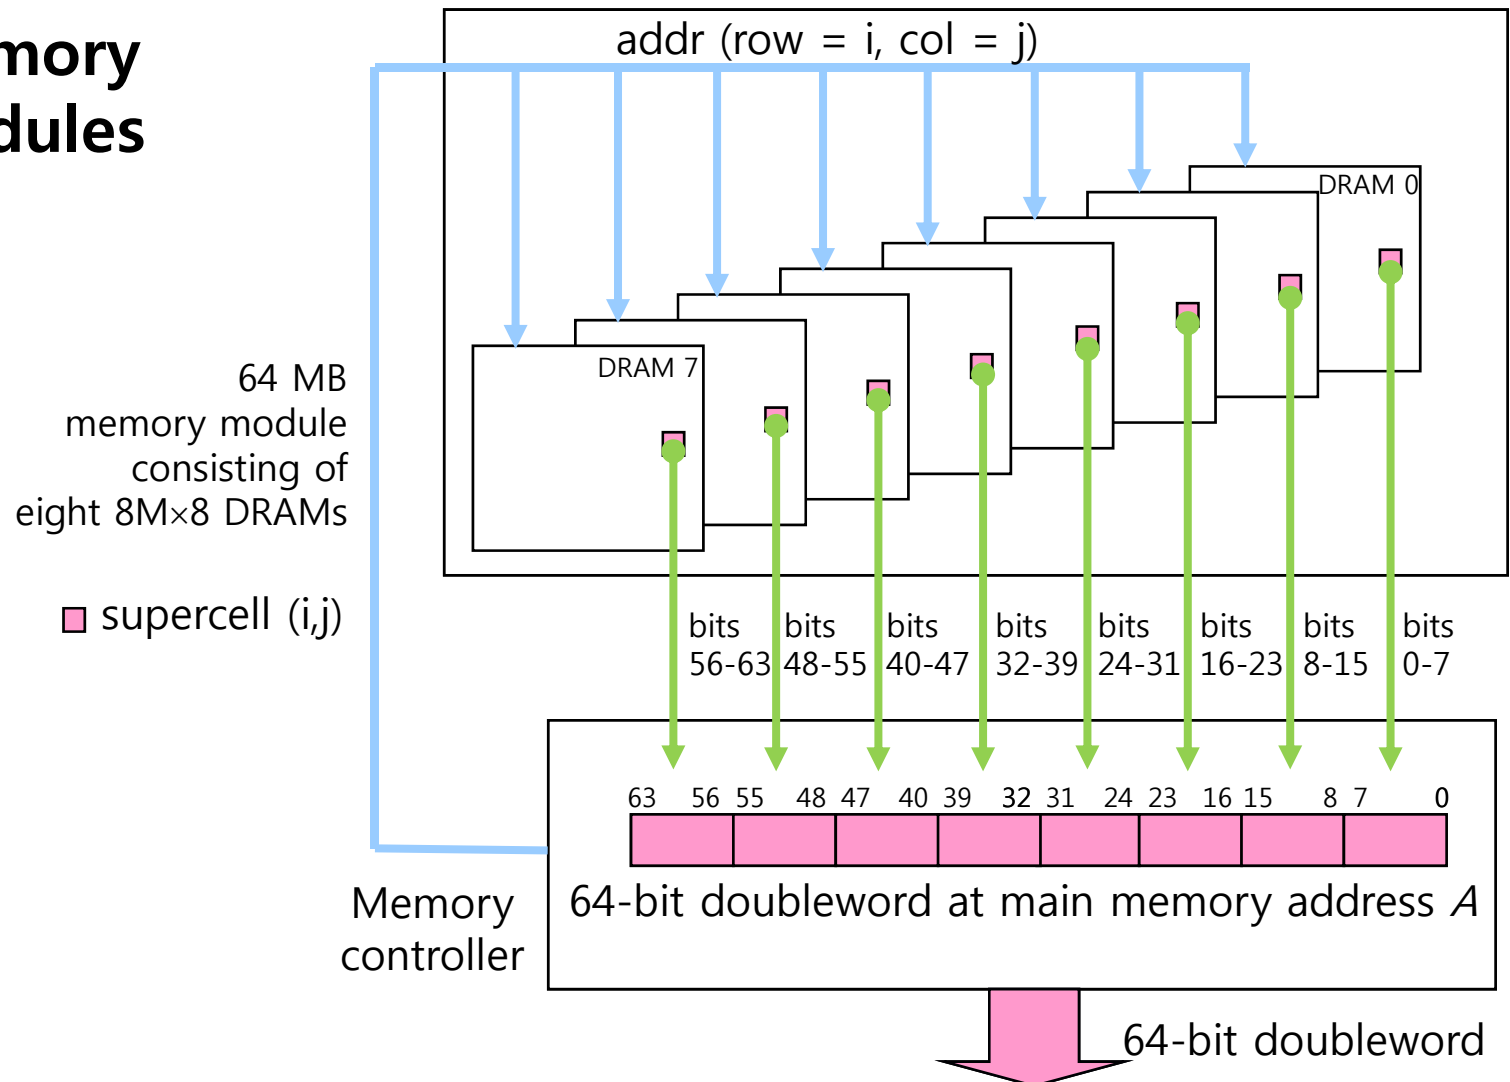 mory
dules
addr (row = i, col = j)
DRAM 0
DRAM 7
64 MB
memory module
consisting of
eight 8M×8 DRAMs
supercell (i,j)
bits bits bits bits bits bits bits bits
56-63 48-55 40-47 32-39 24-31 16-23 8-15 0-7
63 56 55 48 47 40 39 32 31 24 23 16 15 8 7 0
64-bit doubleword at main memory address A
Memory
controller
64-bit doubleword